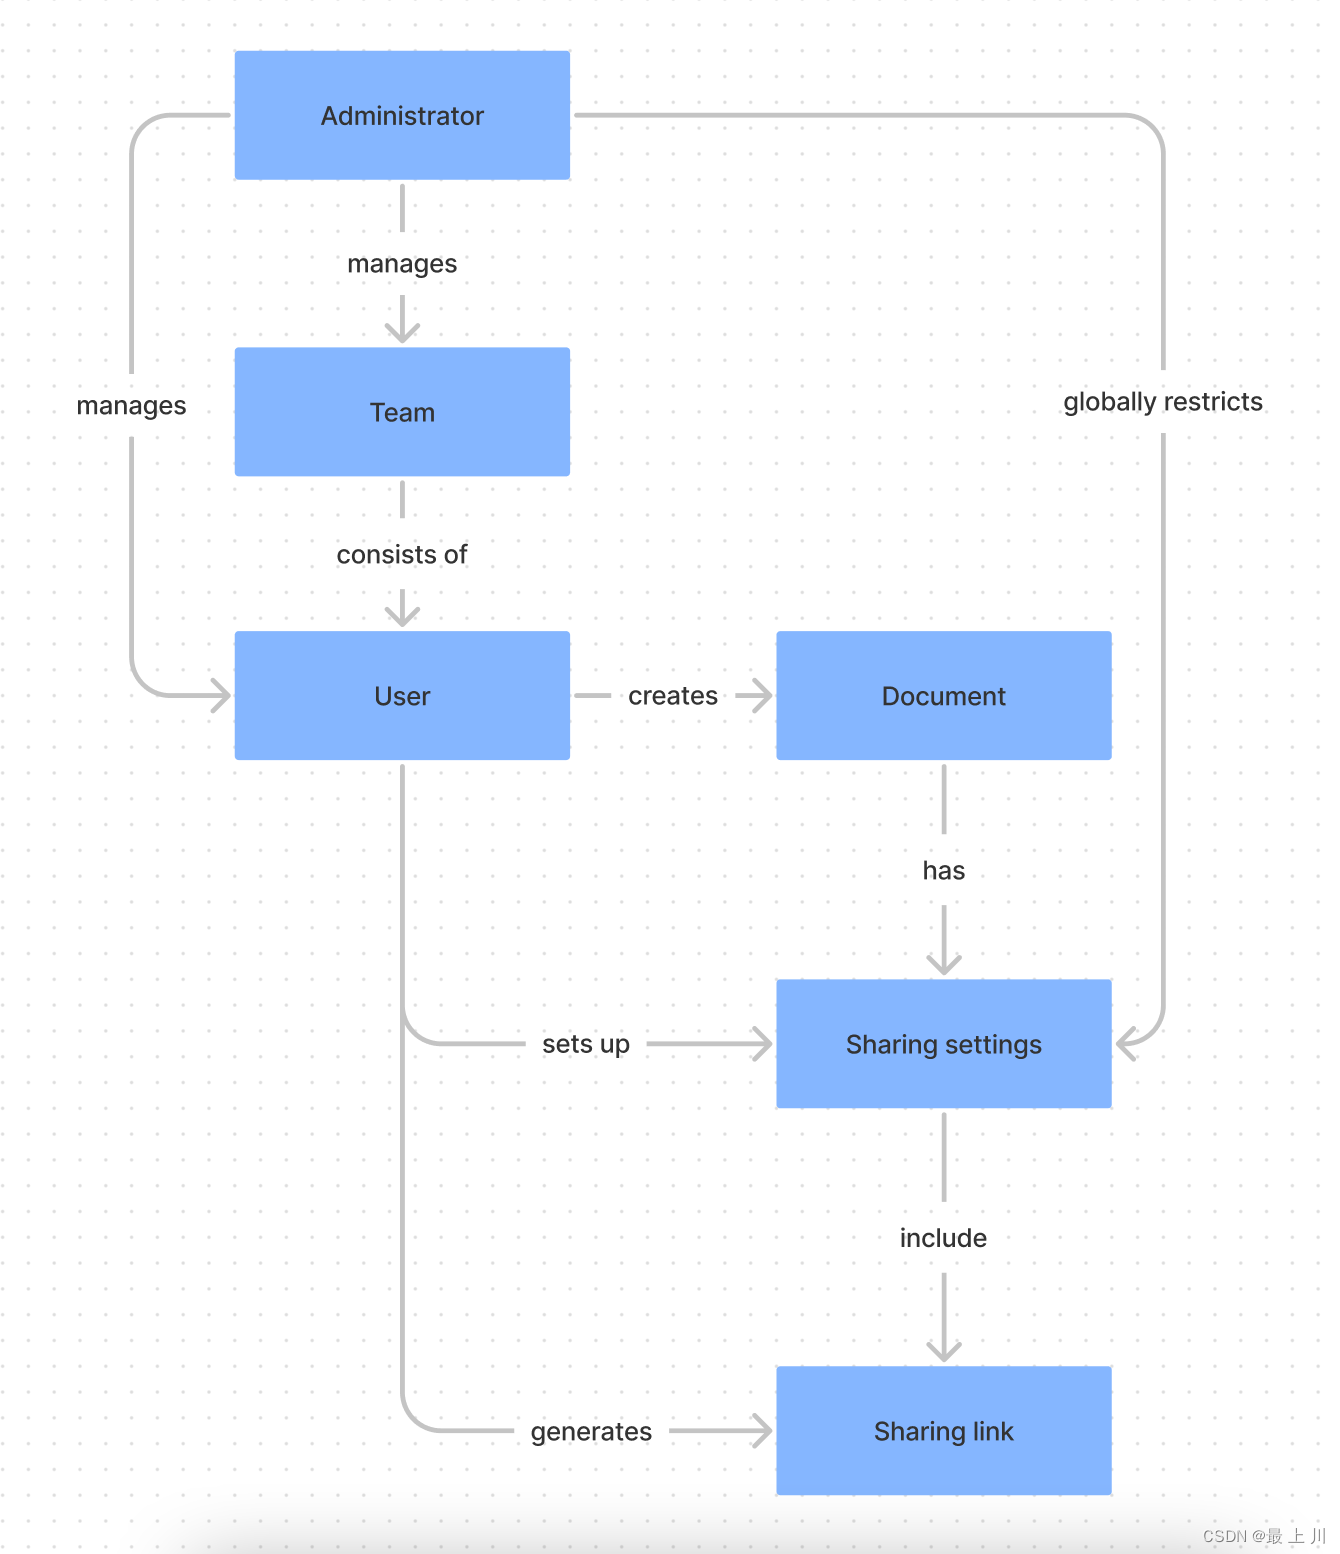 Administrator
manages
Team
manages
globally restricts
consists of
User
creates
Document
has
Sharing settings
sets up
include
generates
Sharing link
CSDN @最 上 川